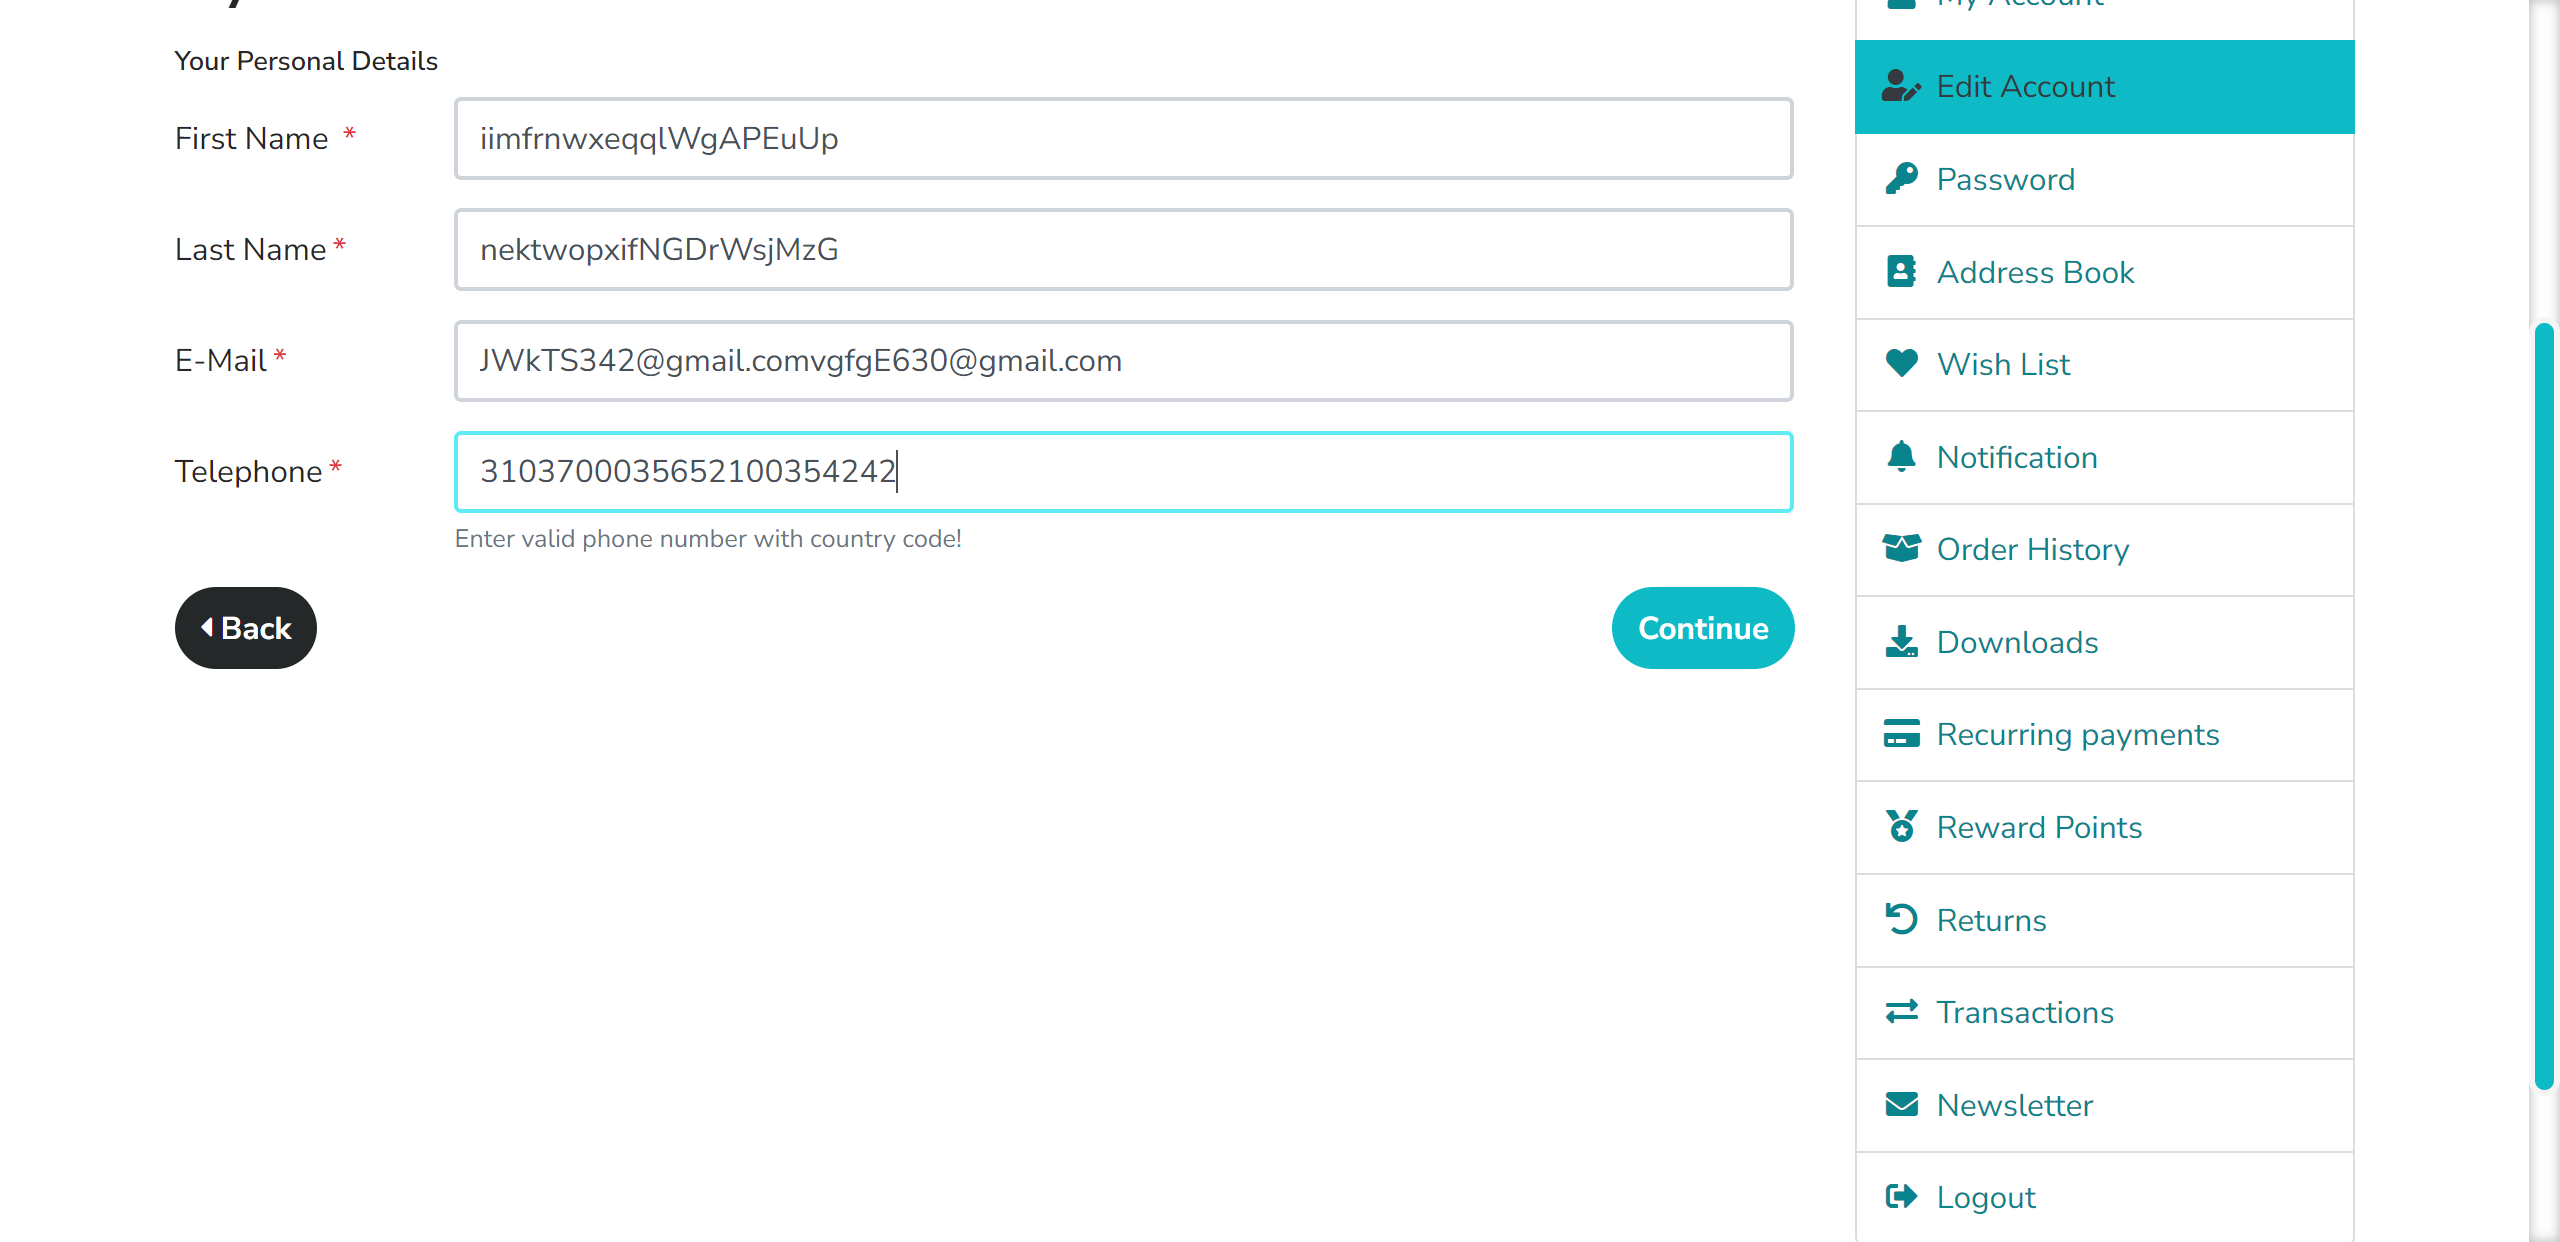 Your Personal Details
First Name *
iimfrnwxeqqlWgAPEuUp
Last Name *
nektwopxifNGDrWsjMzG
E-Mail *
JWkTS342@gmail.comvgfgE630@gmail.com
Telephone *
3103700035652100354242
Enter valid phone number with country code!
Back
Continue
My Account
Edit Account
Password
Address Book
Wish List
Notification
Order History
Downloads
Recurring payments
Reward Points
Returns
Transactions
Newsletter
Logout